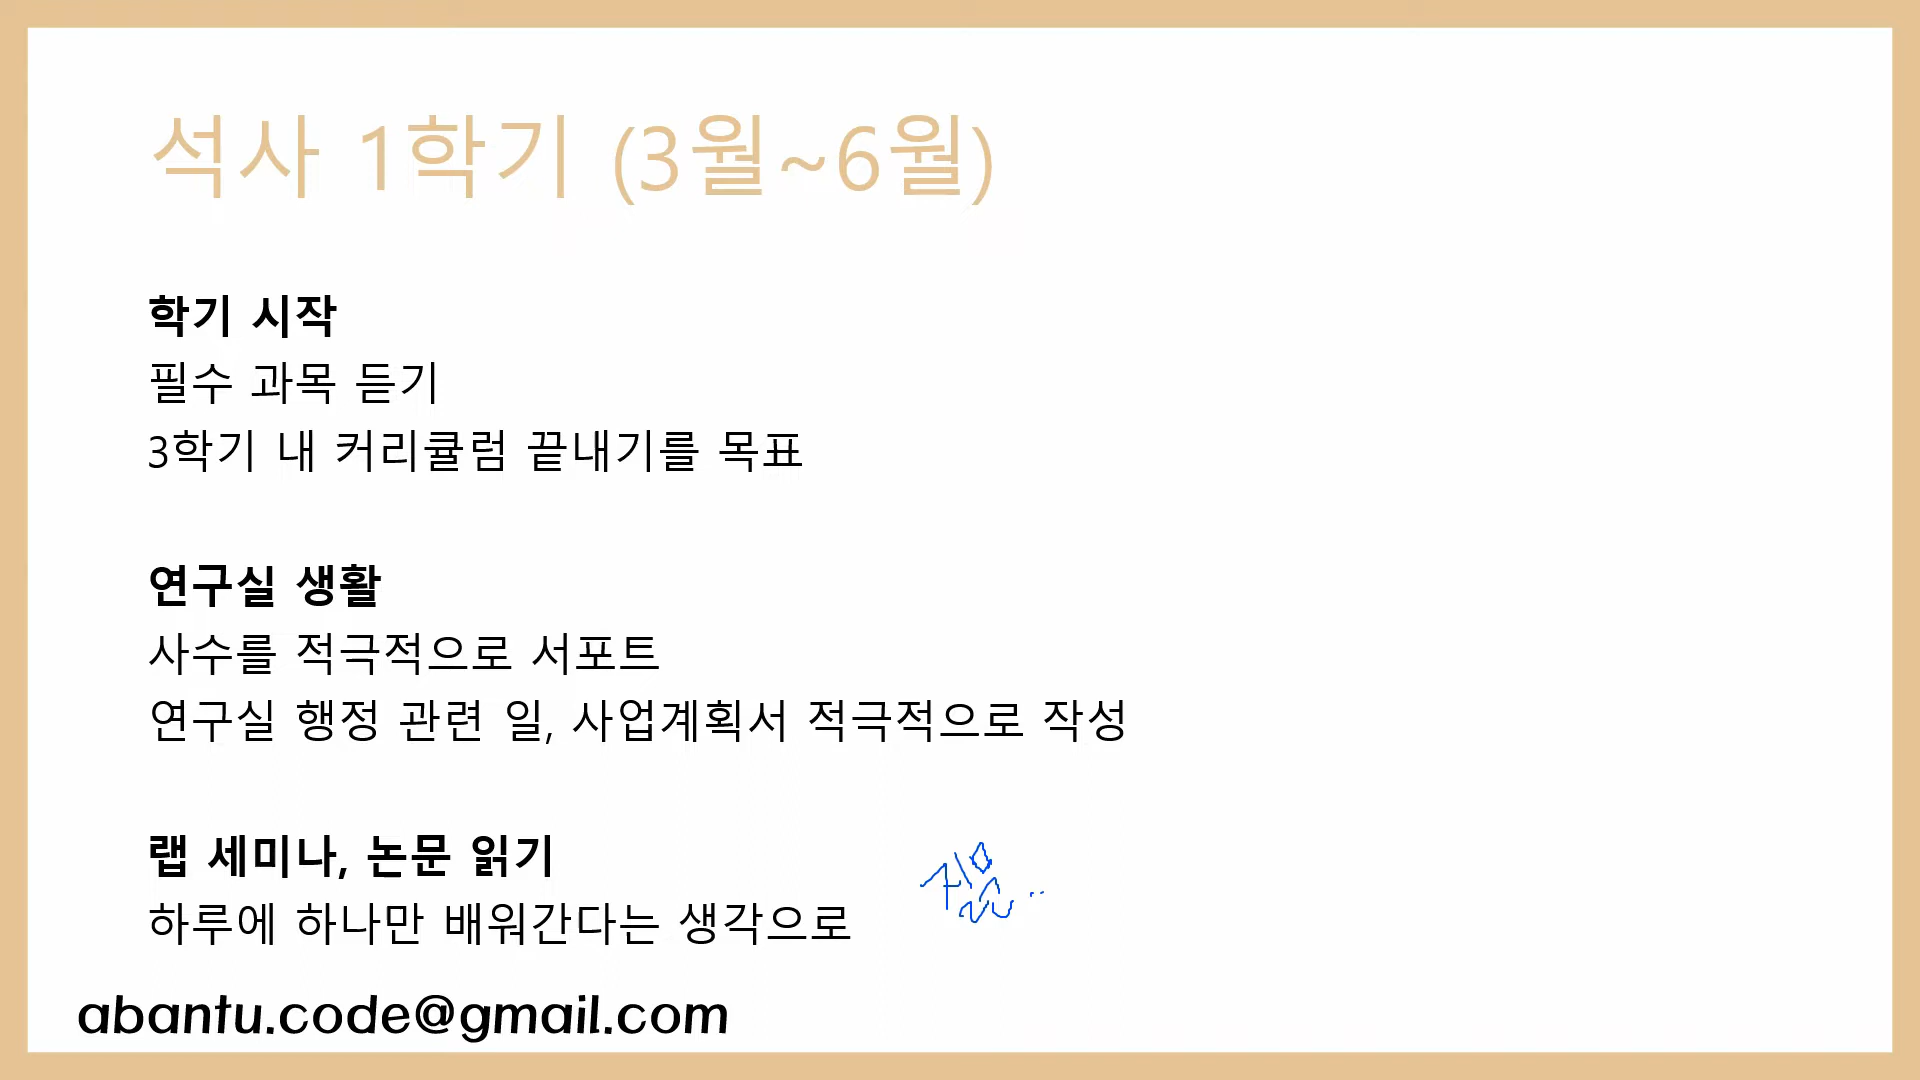 석사 1학기 (3월~6월)
학기 시작
필수 과목 듣기
3학기 내 커리큘럼 끝내기를 목표
연구실 생활
사수를 적극적으로 서포트
연구실 행정 관련 일, 사업계획서 적극적으로 작성
랩 세미나, 논문 읽기
하루에 하나만 배워간다는 생각으로
abantu.code@gmail.com